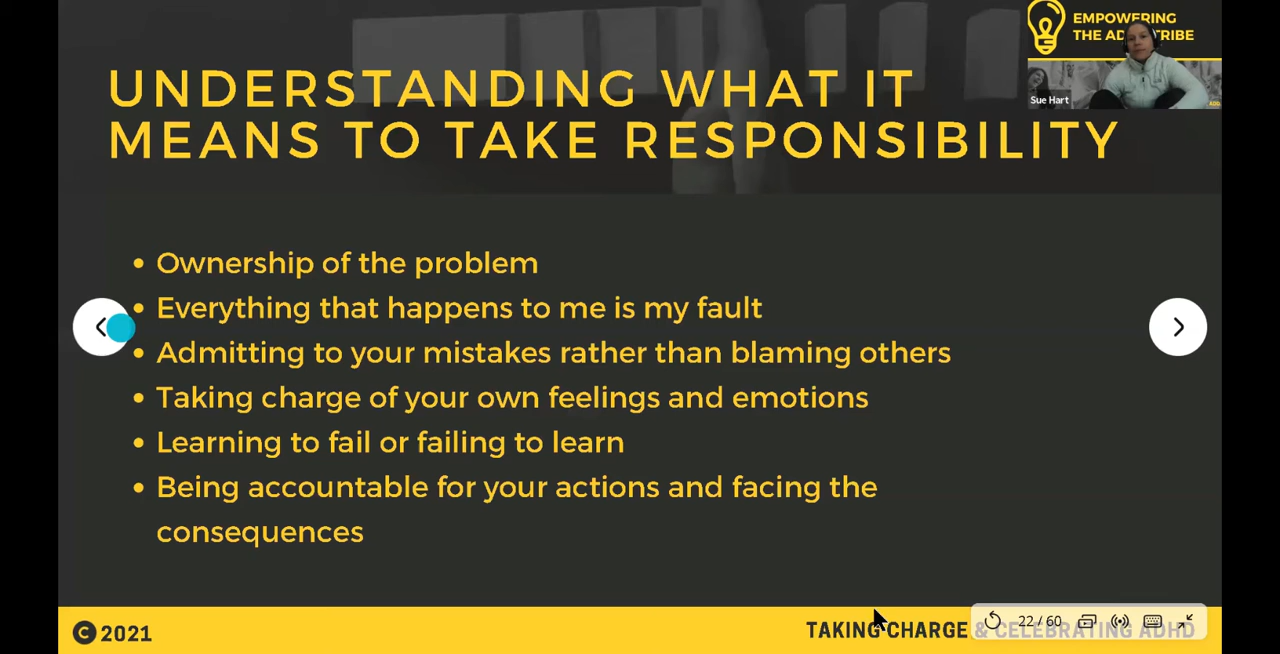 EMPOWERING
THE TRIBE
Sue Hart
UNDERSTANDING WHAT IT
MEANS TO TAKE RESPONSIBILITY
• Ownership of the problem
• Everything that happens to me is my fault
• Admitting to your mistakes rather than blaming others
• Taking charge of your own feelings and emotions
• Learning to fail or failing to learn
• Being accountable for your actions and facing the
consequences
© 2021
TAKING CHARGE & CELEBRATING ADHD
22 / 60